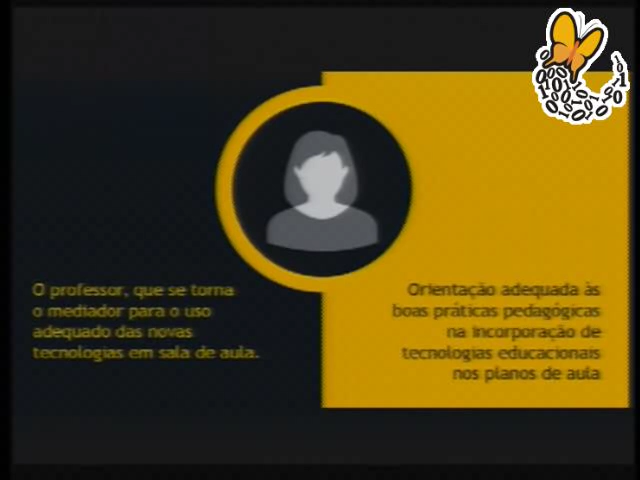 O professor, que se torna
o mediador para o uso
adequado das novas
tecnologias em sala de aula.
Orientação adequada às
boas práticas pedagógicas
na incorporação de
tecnologias educacionais
nos planos de aula